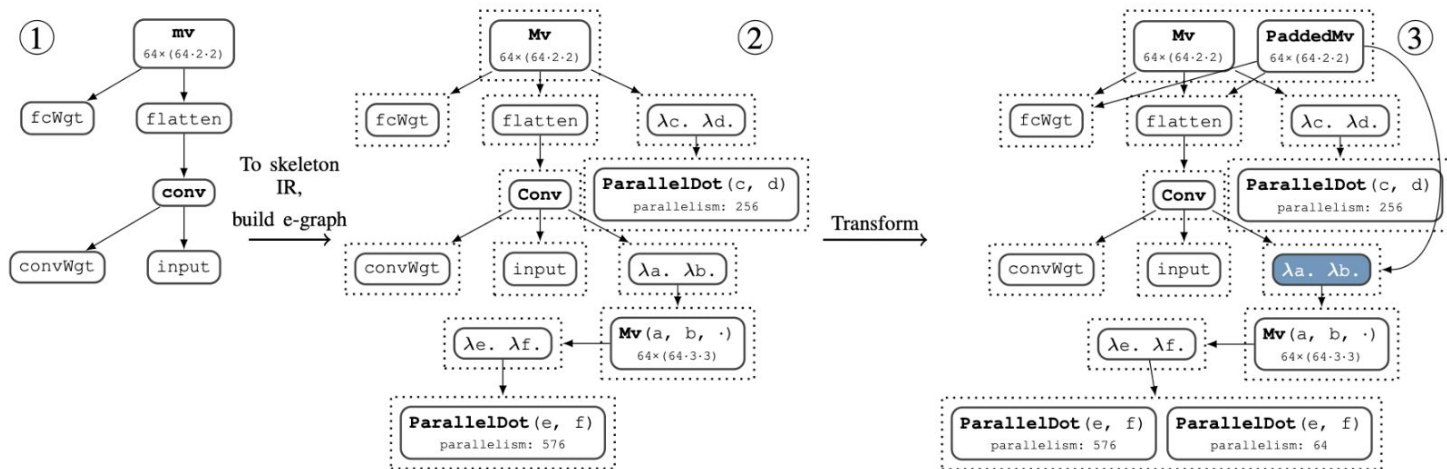 ①
mv
64×(64·2·2)
fcWgt
flatten
conv
convWgt
input
To skeleton
IR,
build e-graph
②
Mv
64×(64·2·2)
fcWgt
flatten
λc. λd.
ParallelDot(c, d)
parallelism: 256
Conv
convWgt
input
λa. λb.
Mv(a, b, ·)
64×(64·3·3)
λe. λf.
ParallelDot(e, f)
parallelism: 576
Transform
③
Mv
64×(64·2·2)
PaddedMv
64×(64·2·2)
fcWgt
flatten
λc. λd.
ParallelDot(c, d)
parallelism: 256
Conv
convWgt
input
λa. λb.
Mv(a, b, ·)
64×(64·3·3)
λe. λf.
ParallelDot(e, f)
parallelism: 576
ParallelDot(e, f)
parallelism: 64